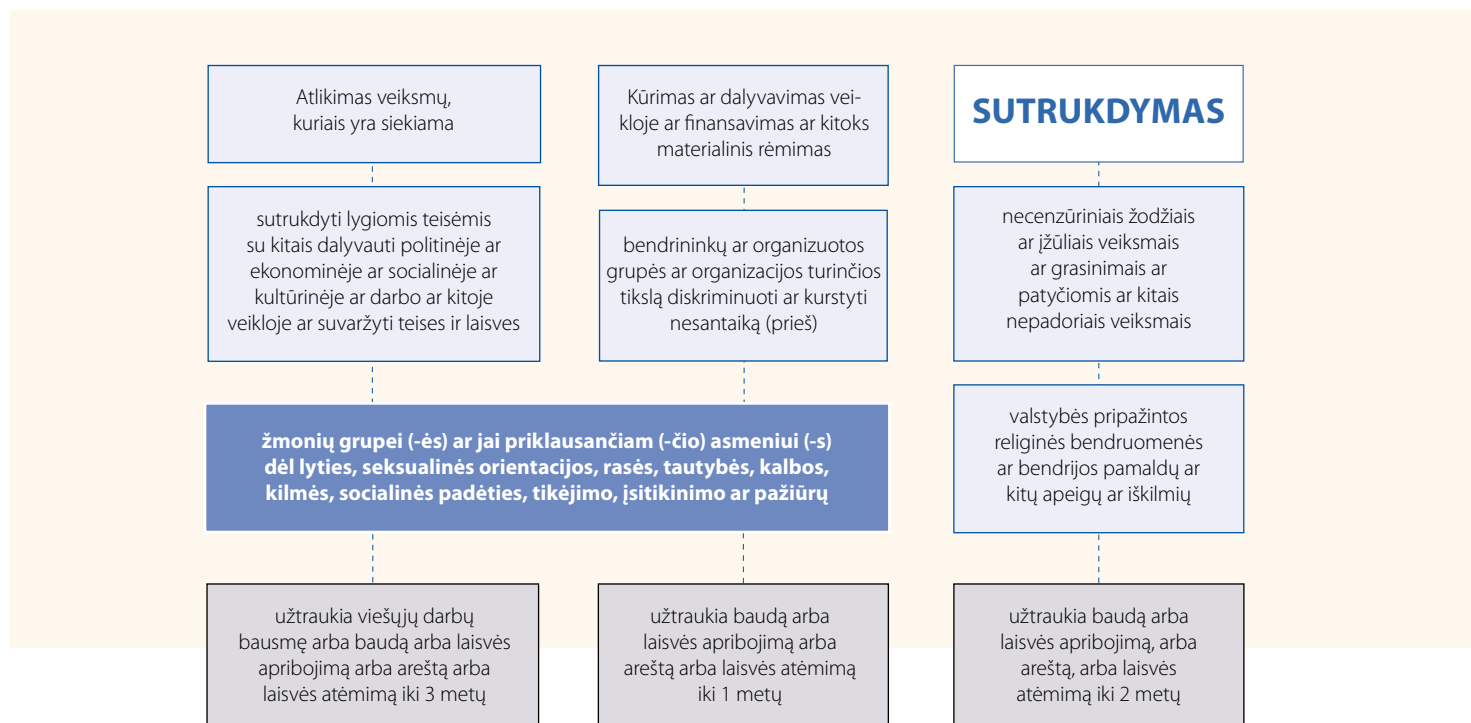 Atlikimas veiksmų,
kuriais yra siekiama
sutrukdyti lygiomis teisėmis
su kitais dalyvauti politinėje ar
ekonominėje ar socialinėje ar
kultūrinėje ar darbo ar kitoje
veikloje ar suvaržyti teises ir laisves
Kūrimas ar dalyvavimas vei-
kloje ar finansavimas ar kitoks
materialinis rėmimas
bendrininkų ar organizuotos
grupės ar organizacijos turinčios
tikslą diskriminuoti ar kurstyti
nesantaiką (prieš)
žmonių grupei (-ės) ar jai priklausančiam (-čio) asmeniui (-s)
dėl lyties, seksualinės orientacijos, rasės, tautybės, kalbos,
kilmės, socialinės padėties, tikėjimo, įsitikinimo ar pažiūrų
užtraukia viešųjų darbų
bausmę arba baudą arba laisvės
apribojimą arba areštą arba
laisvės atėmimą iki 3 metų
užtraukia baudą arba
laisvės apribojimą arba
areštą arba laisvės atėmimą
iki 1 metų
SUTRUKDYMAS
necenzūriniais žodžiais
ar įžūliais veiksmais
ar grasinimais ar
patyčiomis ar kitais
nepadoriais veiksmais
valstybės pripažintos
religinės bendruomenės
ar bendrijos pamaldų ar
kitų apeigų ar iškilmių
užtraukia baudą arba
laisvės apribojimą, arba
areštą, arba laisvės
atėmimą iki 2 metų